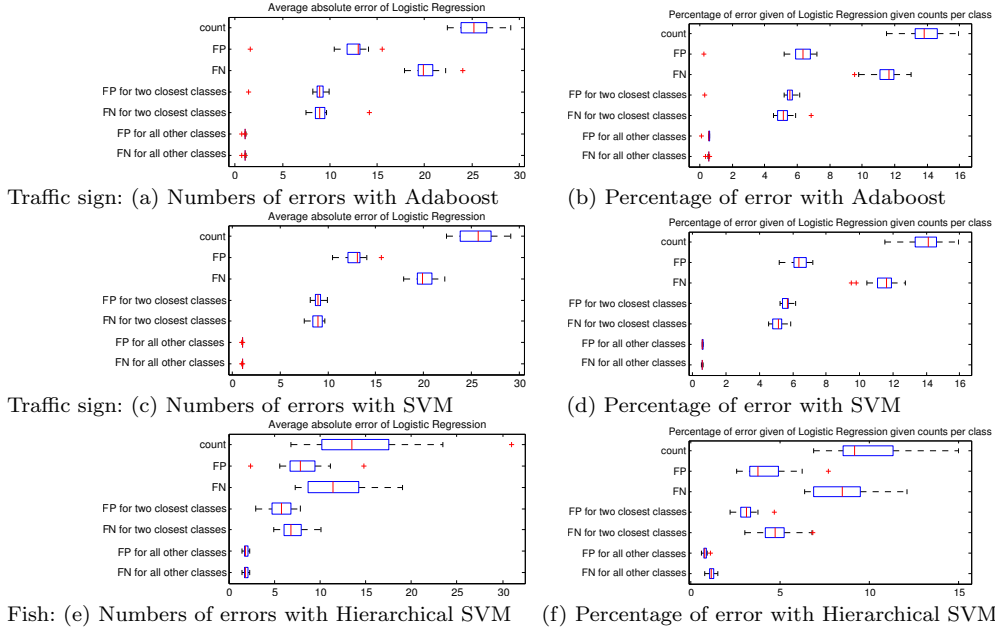 Average absolute error of Logistic Regression
count
FP
FN
FP for two closest classes
FN for two closest classes
FP for all other classes
FN for all other classes
0 5 10 15 20 25 30
Percentage of error given of Logistic Regression given counts per class
count
FP
FN
FP for two closest classes
FN for two closest classes
FP for all other classes
FN for all other classes
0 2 4 6 8 10 12 14 16
Traffic sign: (a) Numbers of errors with Adaboost
(b) Percentage of error with Adaboost
Average absolute error of Logistic Regression
count
FP
FN
FP for two closest classes
FN for two closest classes
FP for all other classes
FN for all other classes
0 5 10 15 20 25 30
Percentage of error given of Logistic Regression given counts per class
count
FP
FN
FP for two closest classes
FN for two closest classes
FP for all other classes
FN for all other classes
0 2 4 6 8 10 12 14 16
Traffic sign: (c) Numbers of errors with SVM
(d) Percentage of error with SVM
Average absolute error of Logistic Regression
count
FP
FN
FP for two closest classes
FN for two closest classes
FP for all other classes
FN for all other classes
0 5 10 15 20 25 30
Percentage of error given of Logistic Regression given counts per class
count
FP
FN
FP for two closest classes
FN for two closest classes
FP for all other classes
FN for all other classes
0 5 10 15
Fish: (e) Numbers of errors with Hierarchical SVM
(f) Percentage of error with Hierarchical SVM